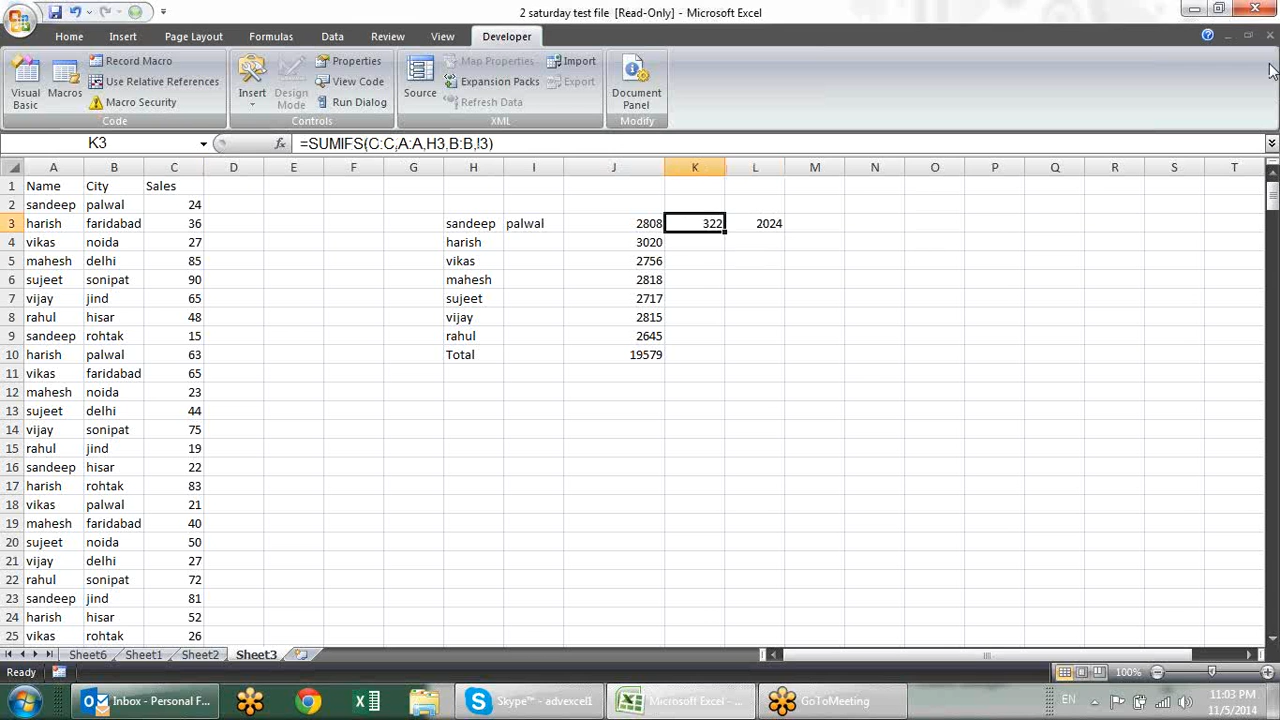 2 saturday test file [Read-Only] - Microsoft Excel
Home Insert Page Layout Formulas Data Review View Developer
Visual Basic
Macros
Record Macro
Use Relative References
Macro Security
Code
Insert
Design Mode
Properties
View Code
Run Dialog
Controls
Source
Map Properties
Expansion Packs
Refresh Data
Import
Export
XML
Document Panel
Modify
K3 fx =SUMIFS(C:C,A:A,H3,B:B,I3)
A B C D E F G H I J K L M N O P Q R S T
1 Name City Sales
2 sandeep palwal 24
3 harish faridabad 36 sandeep palwal 2808 322 2024
4 vikas noida 27 harish 3020
5 mahesh delhi 85 vikas 2756
6 sujeet sonipat 90 mahesh 2818
7 vijay jind 65 sujeet 2717
8 rahul hisar 48 vijay 2815
9 sandeep rohtak 15 rahul 2645
10 harish palwal 63 Total 19579
11 vikas faridabad 65
12 mahesh noida 23
13 sujeet delhi 44
14 vijay sonipat 75
15 rahul jind 19
16 sandeep hisar 22
17 harish rohtak 83
18 vikas palwal 21
19 mahesh faridabad 40
20 sujeet noida 50
21 vijay delhi 27
22 rahul sonipat 72
23 sandeep jind 81
24 harish hisar 52
25 vikas rohtak 26
Sheet6 Sheet1 Sheet2 Sheet3
Ready 100%
Inbox - Personal F... Skype™ - advexcel1 Microsoft Excel - ... GoToMeeting EN 11:03 PM
11/5/2014